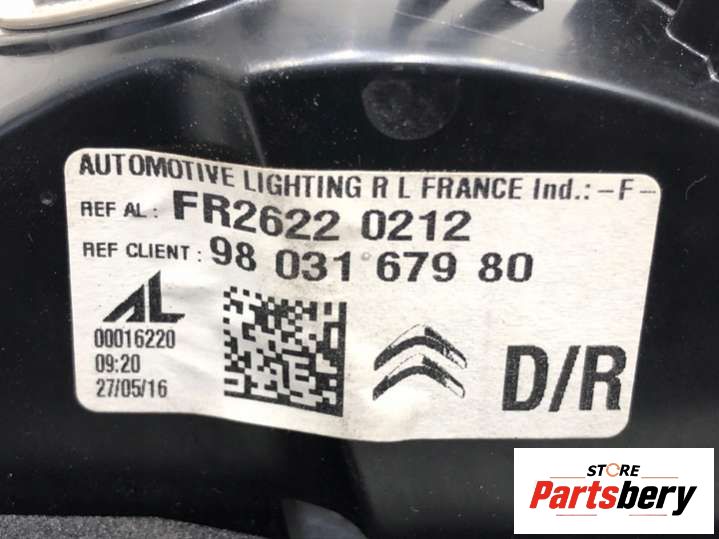 AUTOMOTIVE LIGHTING R L FRANCE Ind.: -F-
REF AL: FR2622 0212
REF CLIENT: 98 031 679 80
AL
00016220
09:20
27/05/16
D/R
STORE
Partsbery